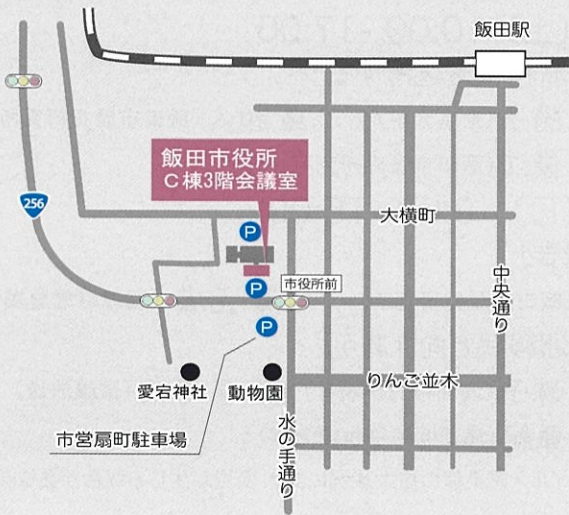 飯田駅
飯田市役所
C棟3階会議室
256
P
大横町
P
市役所前
中央通り
P
りんご並木
愛宕神社
動物園
水の手通り
市営扇町駐車場